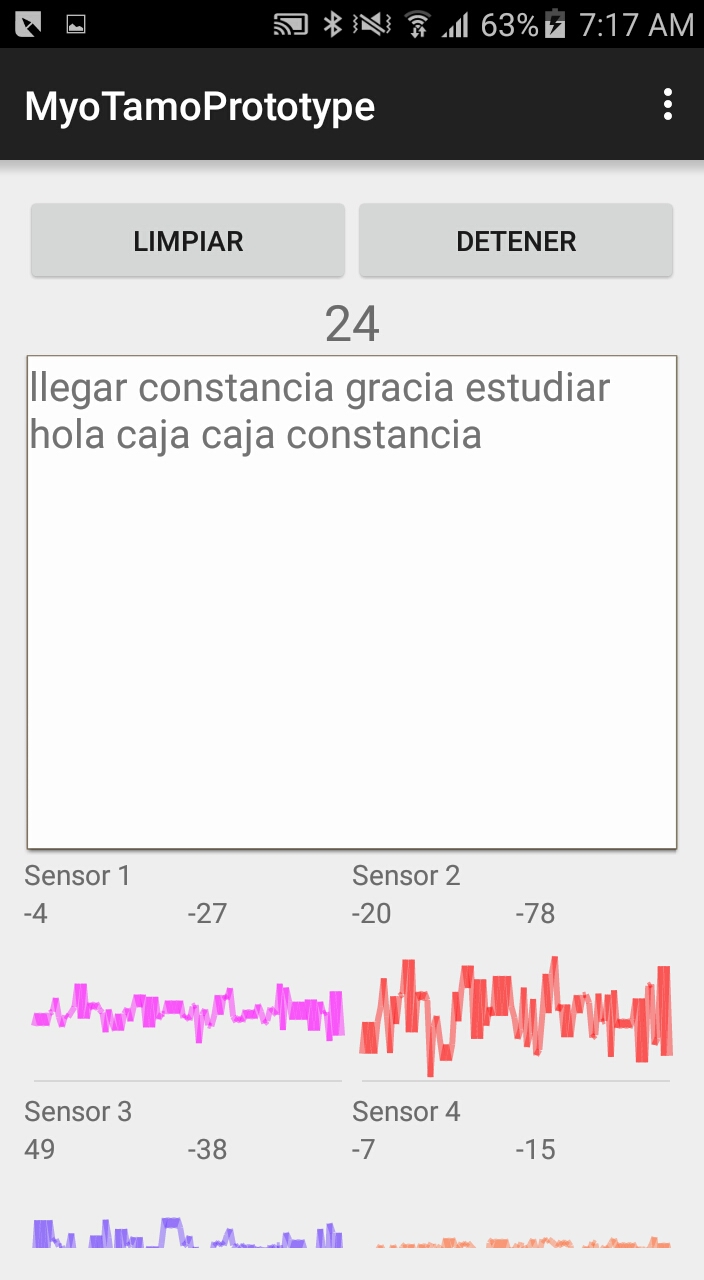 63% 7:17 AM
MyoTamoPrototype
LIMPIAR DETENER
24
llegar constancia gracia estudiar
hola caja caja constancia
Sensor 1 Sensor 2
-4 -27 -20 -78
Sensor 3 Sensor 4
49 -38 -7 -15